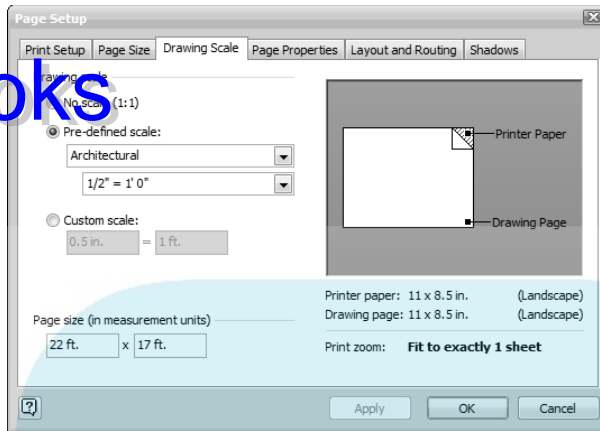 Page Setup
Print Setup Page Size Drawing Scale Page Properties Layout and Routing Shadows
oks
Drawing scale
No scale (1:1)
Pre-defined scale:
Architectural
1/2" = 1' 0"
Custom scale:
0.5 in. = 1 ft.
Page size (in measurement units)
22 ft. x 17 ft.
Printer Paper
Drawing Page
Printer paper: 11 x 8.5 in. (Landscape)
Drawing page: 11 x 8.5 in. (Landscape)
Print zoom: Fit to exactly 1 sheet
?
Apply OK Cancel